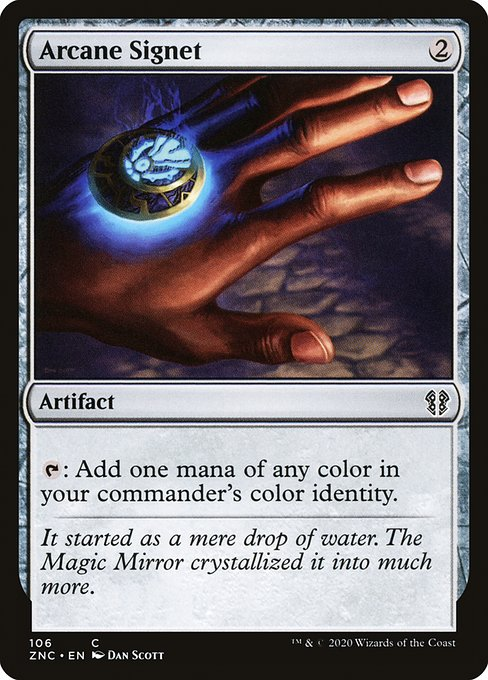 Arcane Signet 2
Artifact
: Add one mana of any color in
your commander's color identity.
It started as a mere drop of water. The
Magic Mirror crystallized it into much
more.
106 C
ZNC • EN Dan Scott
™ & © 2020 Wizards of the Coast